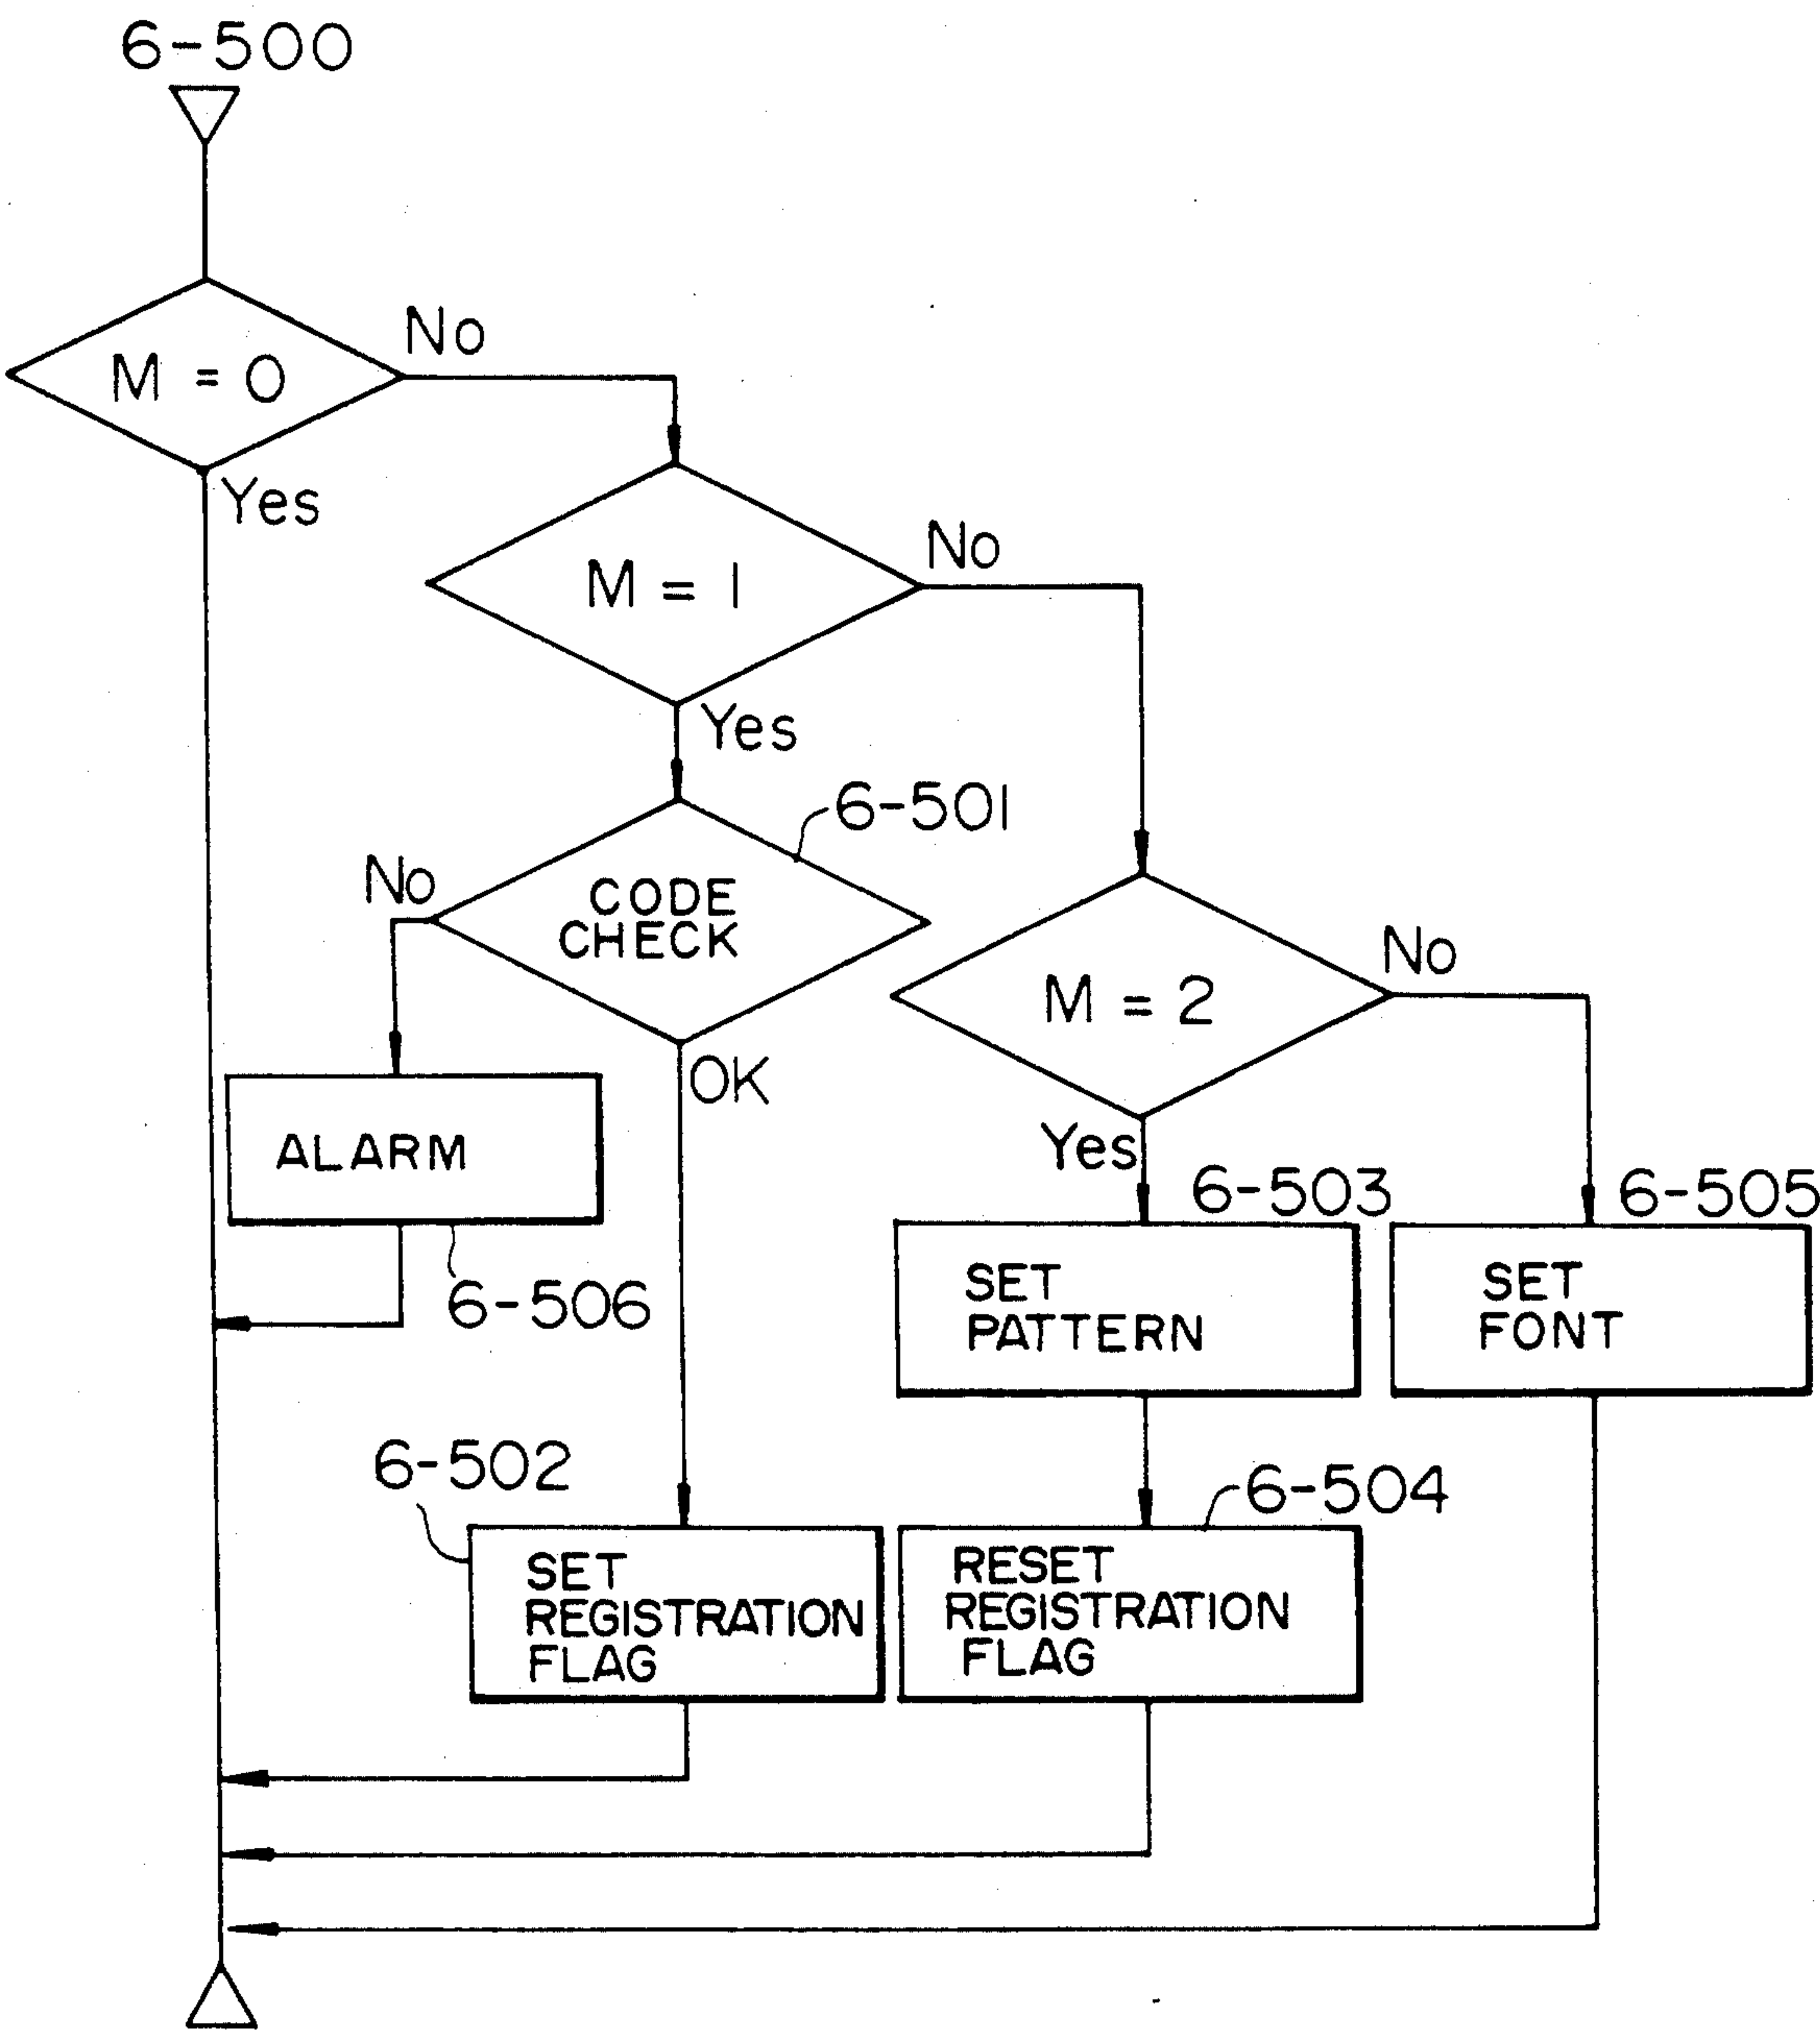 6-500
M = 0
No
Yes
M = 1
No
Yes
6-501
No
CODE
CHECK
OK
M = 2
No
Yes
ALARM
6-506
6-503
SET
PATTERN
6-505
SET
FONT
6-502
SET
REGISTRATION
FLAG
6-504
RESET
REGISTRATION
FLAG